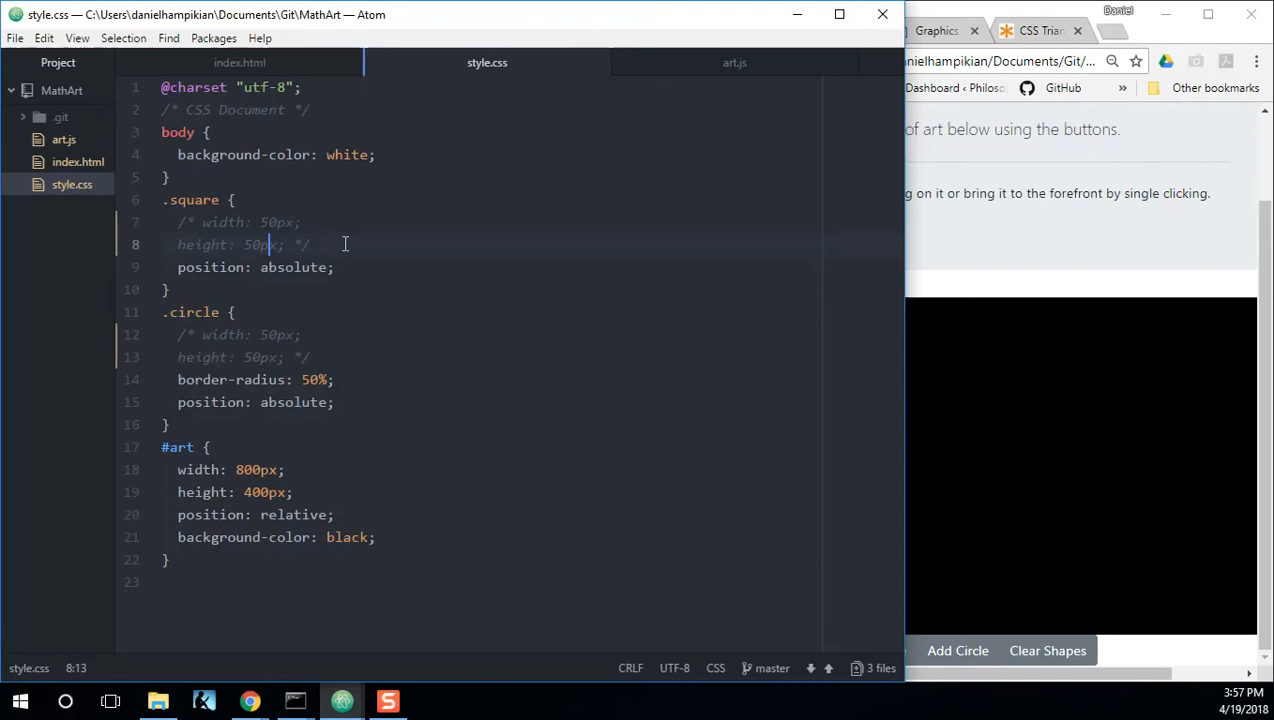 style.css — C:\Users\danielhampikian\Documents\Git\MathArt — Atom
Daniel
File Edit View Selection Find Packages Help
Graphics
CSS Trian
Project
index.html
style.css
art.js
anielhampikian/Documents/Git/...
MathArt
.git
art.js
index.html
style.css
Dashboard ‹ Philoso
GitHub
»
Other bookmarks
1 @charset "utf-8";
2 /* CSS Document */
3 body {
4 background-color: white;
5 }
6 .square {
7 /* width: 50px;
8 height: 50px; */
9 position: absolute;
10 }
11 .circle {
12 /* width: 50px;
13 height: 50px; */
14 border-radius: 50%;
15 position: absolute;
16 }
17 #art {
18 width: 800px;
19 height: 400px;
20 position: relative;
21 background-color: black;
22 }
23
of art below using the buttons.
g on it or bring it to the forefront by single clicking.
Add Circle
Clear Shapes
style.css 8:13
CRLF UTF-8 CSS master 3 files
3:57 PM
4/19/2018